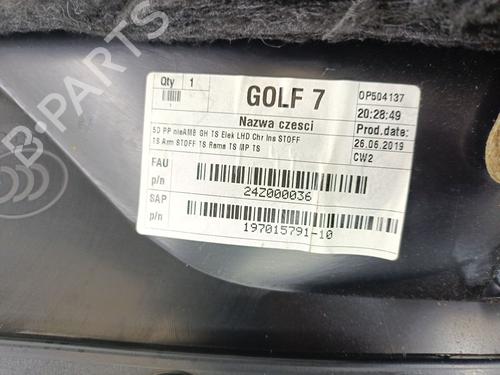 Qty 1
GOLF 7
OP504137
20:28:49
Nazwa czesci
Prod.date:
5D PP nieAMB GH TS Elek LHD Chr Ins STOFF
26.06.2019
TS Arm STOFF TS Rama TS MP TS
CW2
FAU
p/n
24Z000036
SAP
p/n
197015791-10
B-PARTS